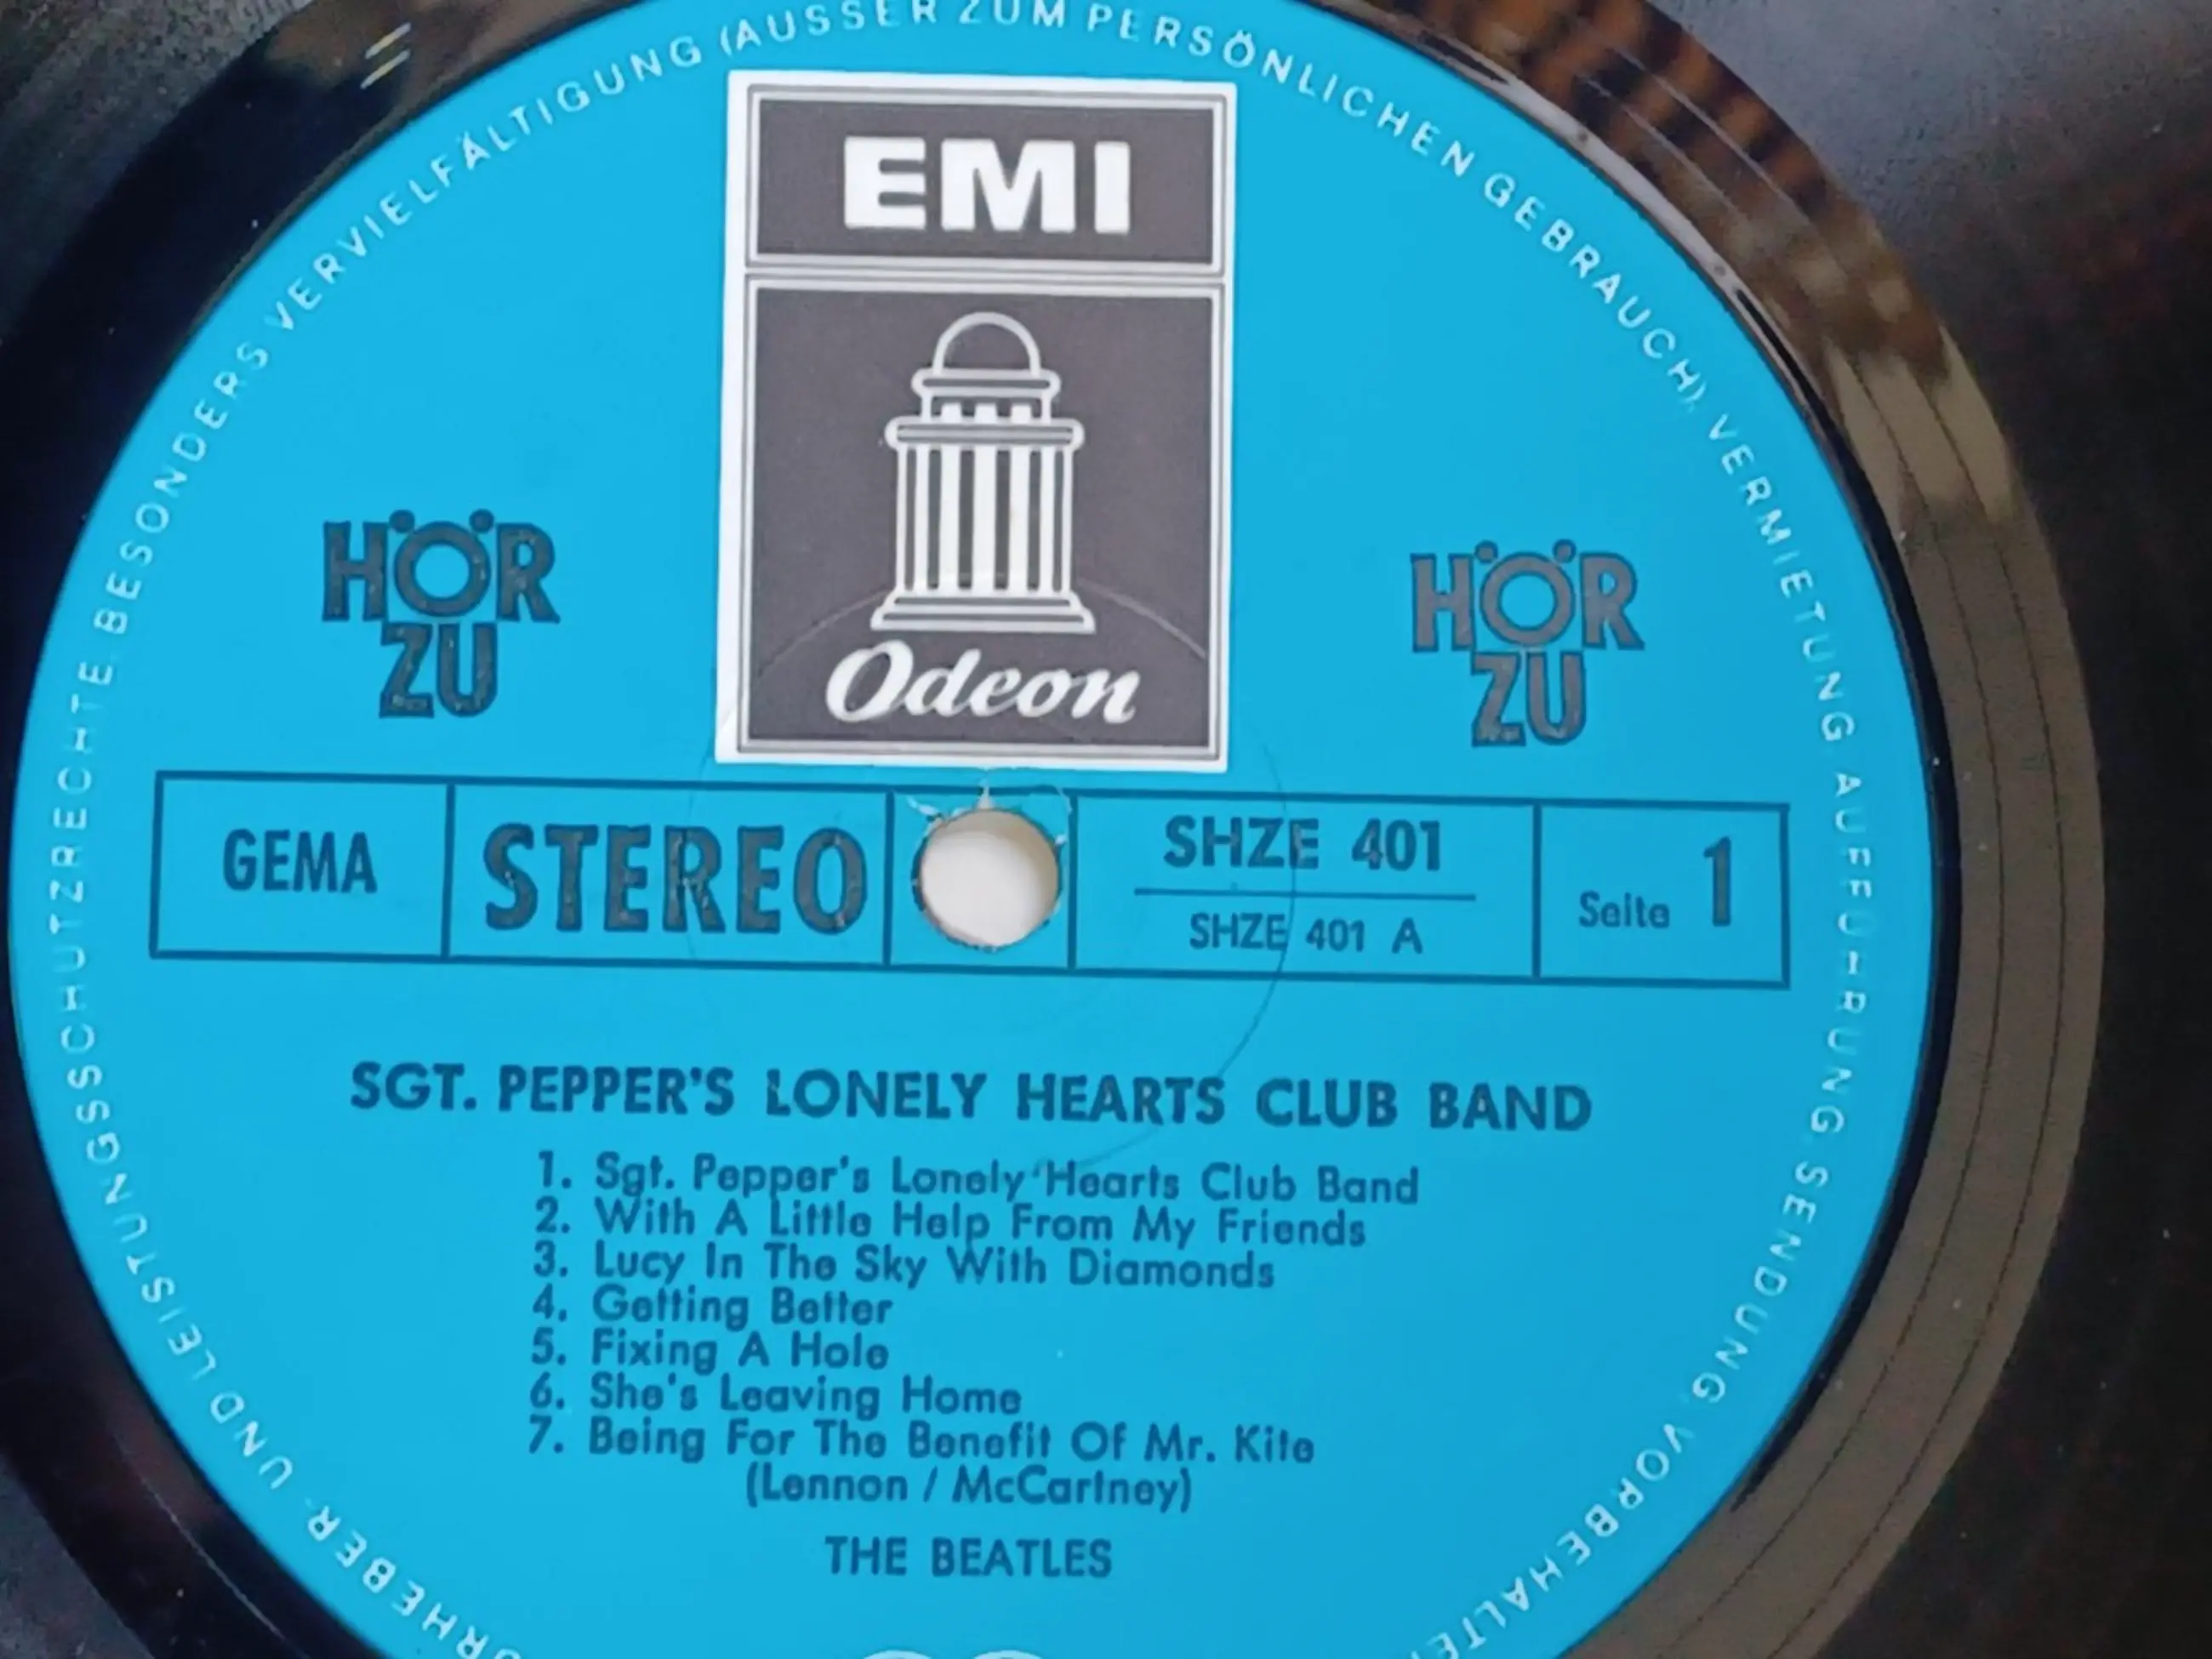 URHEBER- UND LEISTUNGSSCHUTZRECHTE BESONDERS VERVIELFÄLTIGUNG (AUSSER ZUM PERSÖNLICHEN GEBRAUCH), VERMIETUNG AUFFÜHRUNG, SENDUNG VORBEHALTEN
EMI
Odeon
HÖR
ZU
HÖR
ZU
GEMA
STEREO
SHZE 401
SHZE 401 A
Seite 1
SGT. PEPPER'S LONELY HEARTS CLUB BAND
1. Sgt. Pepper's Lonely Hearts Club Band
2. With A Little Help From My Friends
3. Lucy In The Sky With Diamonds
4. Getting Better
5. Fixing A Hole
6. She's Leaving Home
7. Being For The Benefit Of Mr. Kite
(Lennon / McCartney)
THE BEATLES